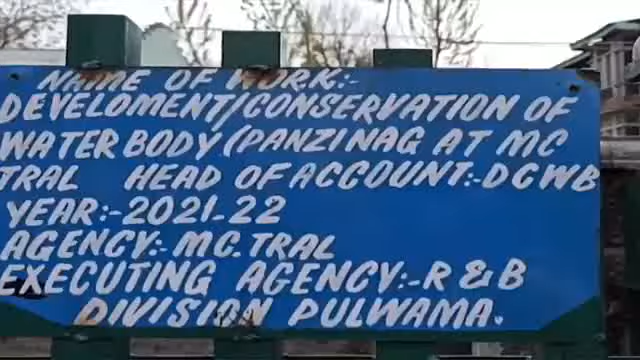 NAME OF WORK:-
DEVELOMENT/CONSERVATION OF
WATER BODY (PANZINAG AT MC
TRAL HEAD OF ACCOUNT:-DCWB
YEAR:-2021-22
AGENCY:-MC.TRAL
EXECUTING AGENCY:-R&B
DIVISION PULWAMA.